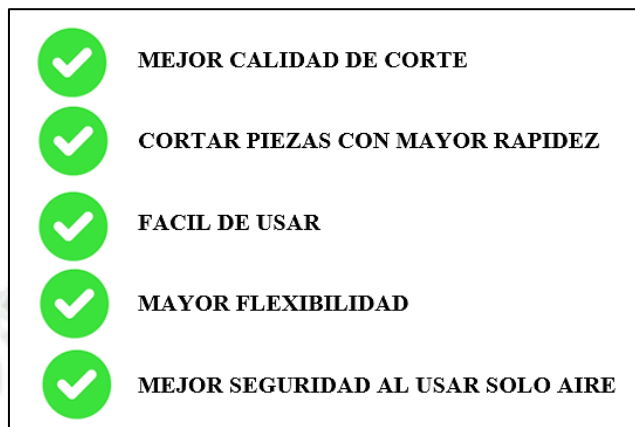 MEJOR CALIDAD DE CORTE
CORTAR PIEZAS CON MAYOR RAPIDEZ
FACIL DE USAR
MAYOR FLEXIBILIDAD
MEJOR SEGURIDAD AL USAR SOLO AIRE